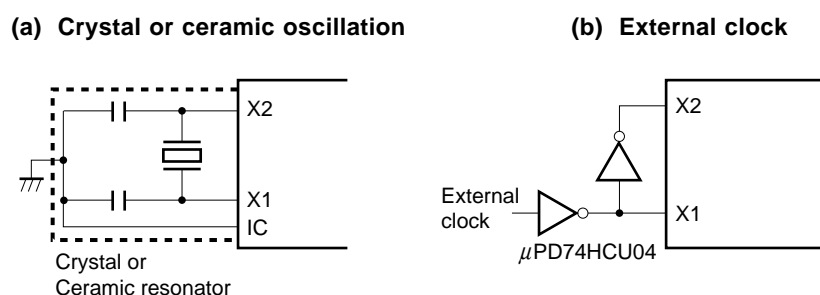 (a) Crystal or ceramic oscillation
(b) External clock
X2
X1
IC
Crystal or
Ceramic resonator
X2
External
clock
X1
µPD74HCU04